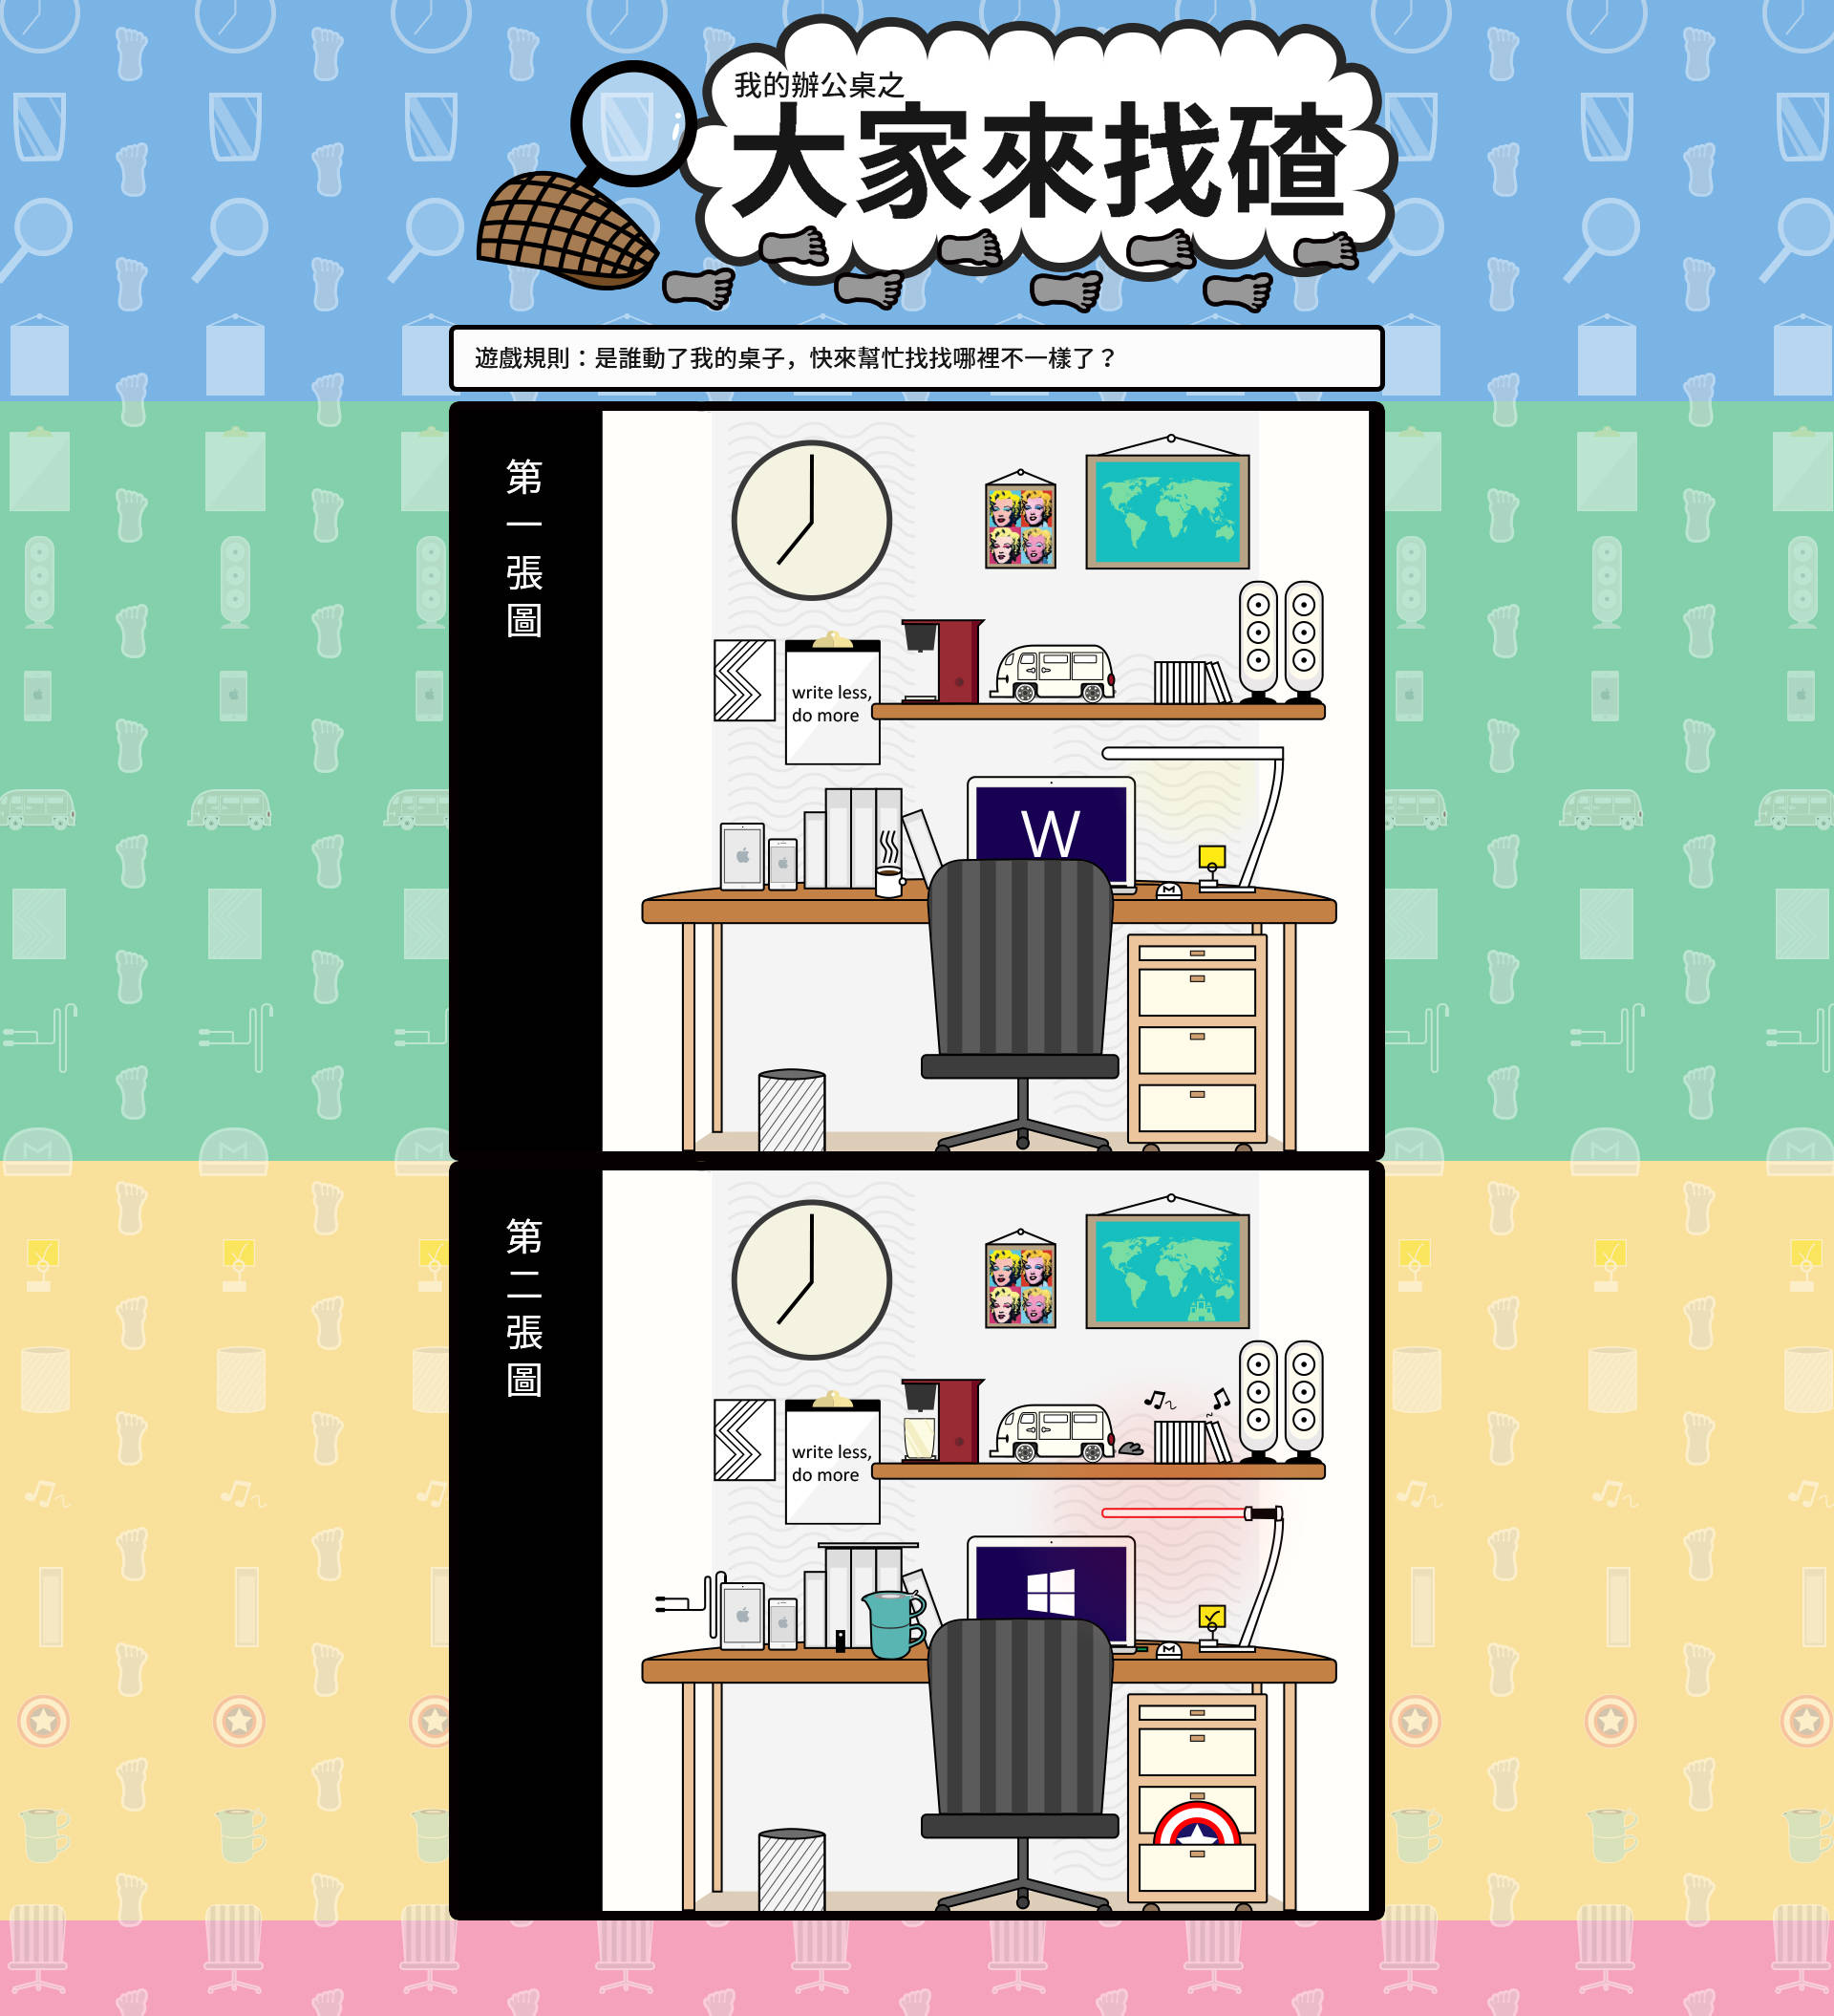 我的辦公桌之
大家來找碴
遊戲規則：是誰動了我的桌子，快來幫忙找找哪裡不一樣了？
第一張圖
write less,
do more
W
M
第二張圖
write less,
do more
M